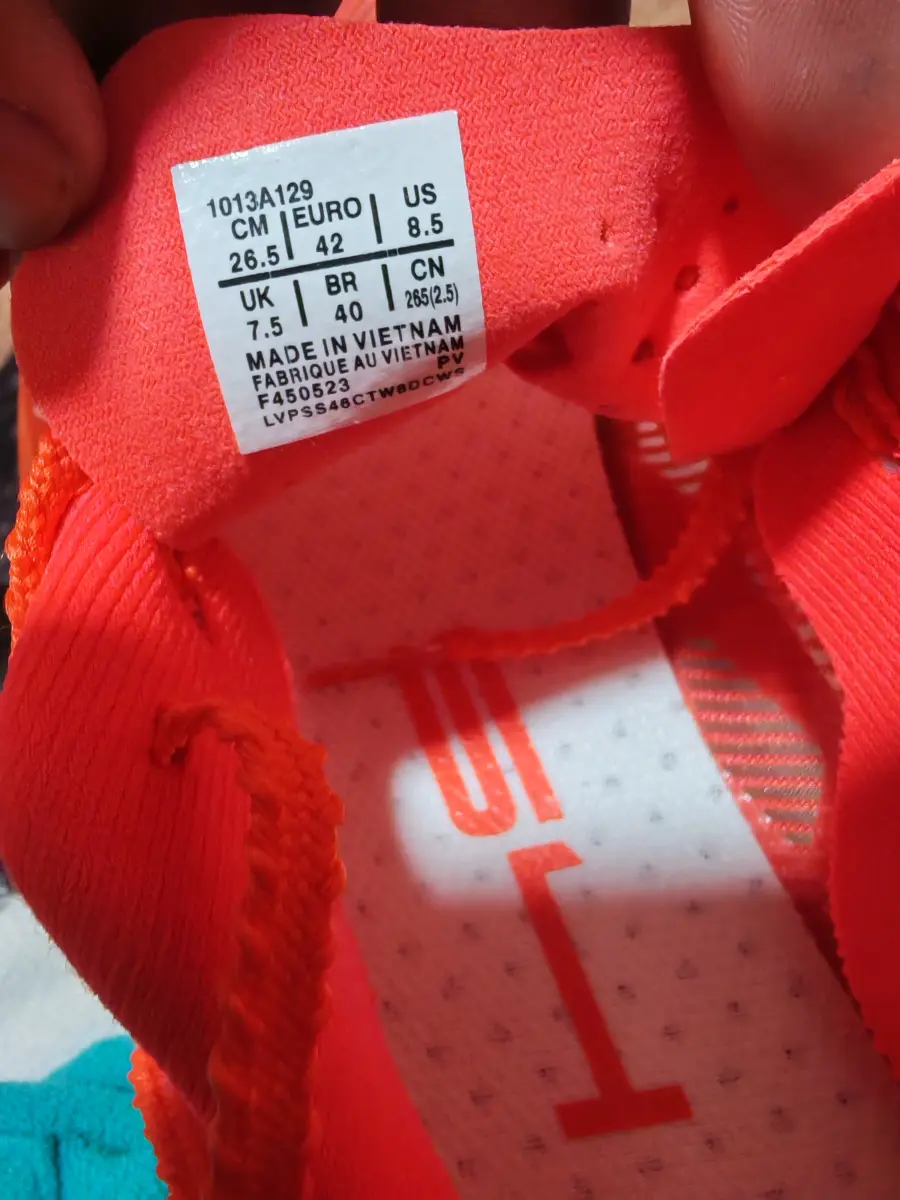 1013A129
CM EURO US
26.5 42 8.5
UK BR CN
7.5 40 265(2.5)
MADE IN VIETNAM
FABRIQUE AU VIETNAM
F450523 PV
LVPSS46CTW8DCWS